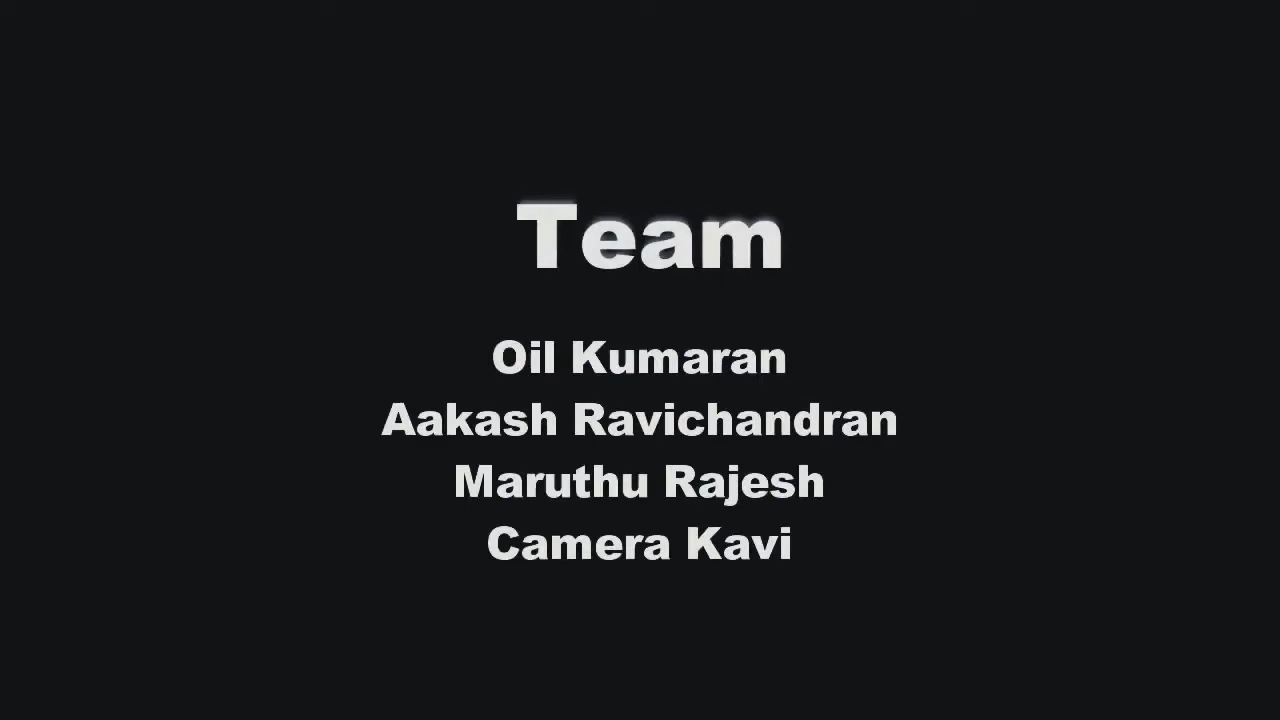 Team
Oil Kumaran
Aakash Ravichandran
Maruthu Rajesh
Camera Kavi